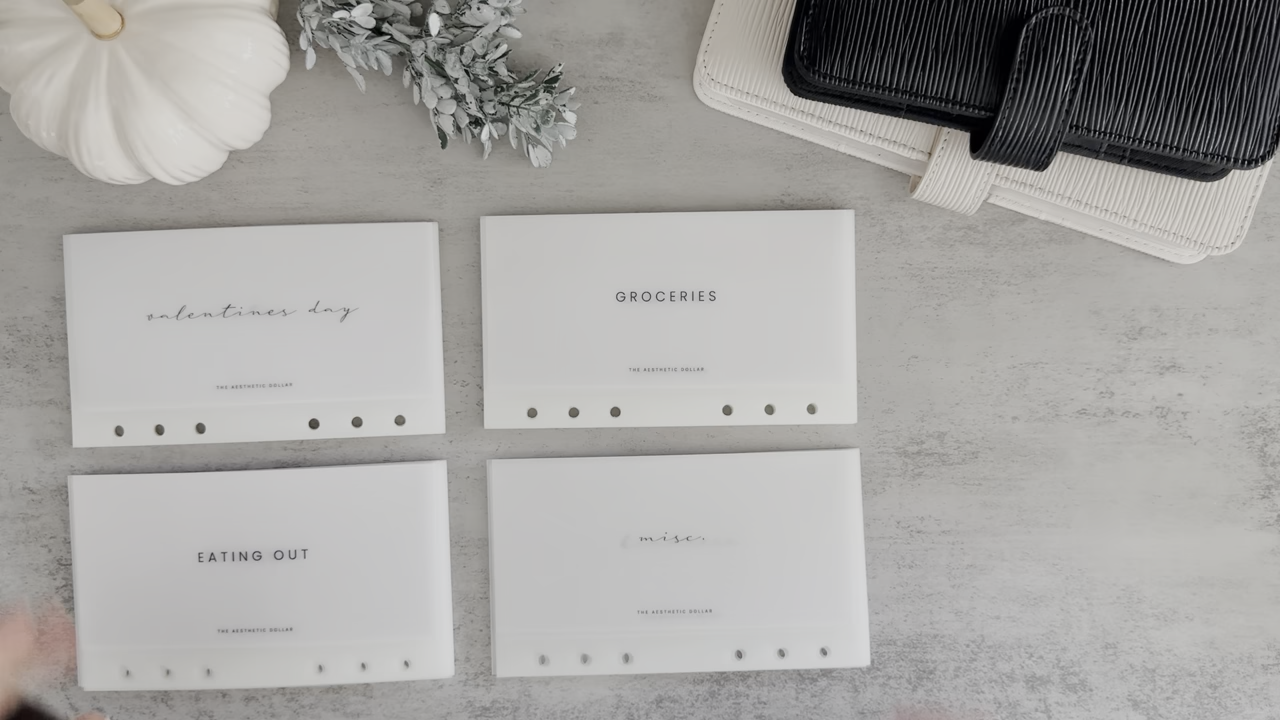 valentines day
THE AESTHETIC DOLLAR
GROCERIES
THE AESTHETIC DOLLAR
EATING OUT
THE AESTHETIC DOLLAR
misc.
THE AESTHETIC DOLLAR